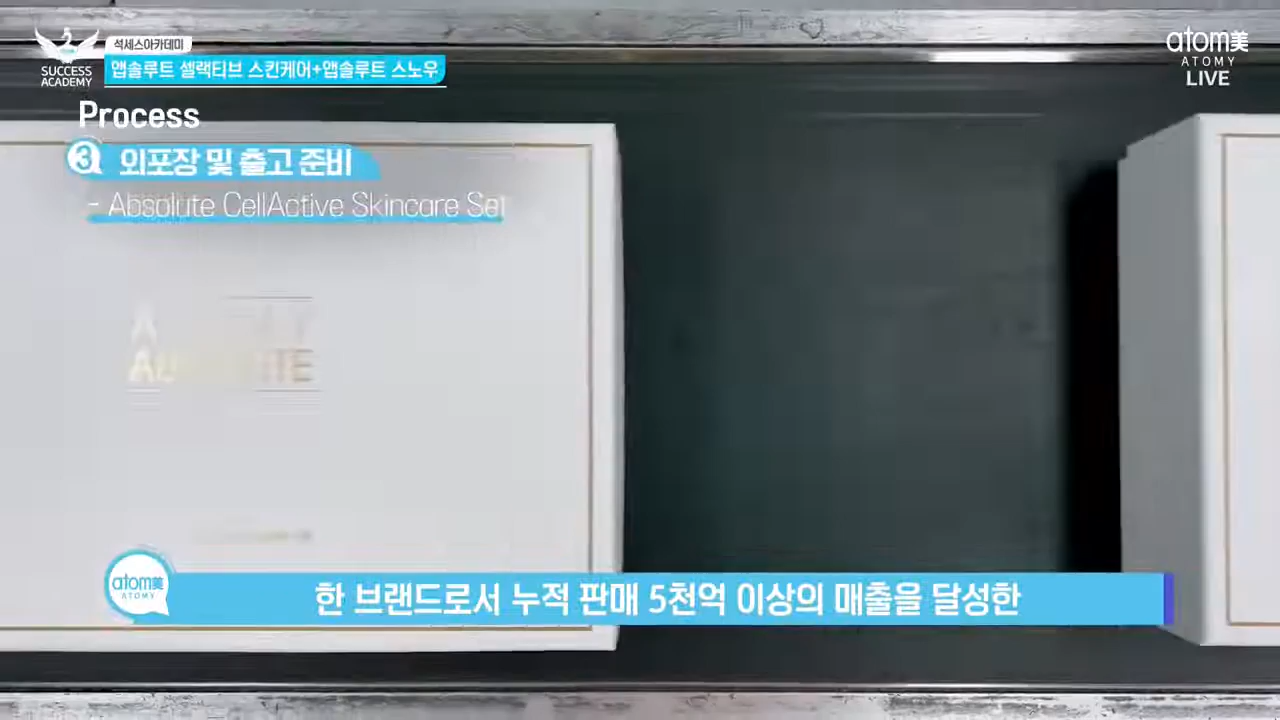 SUCCESS
ACADEMY
석세스아카데미
앱솔루트 셀랙티브 스킨케어+앱솔루트 스노우
atom美
ATOMY
LIVE
Process
3 외포장 및 출고 준비
- Absolute CellActive Skincare Set
atom美
ATOMY
한 브랜드로서 누적 판매 5천억 이상의 매출을 달성한